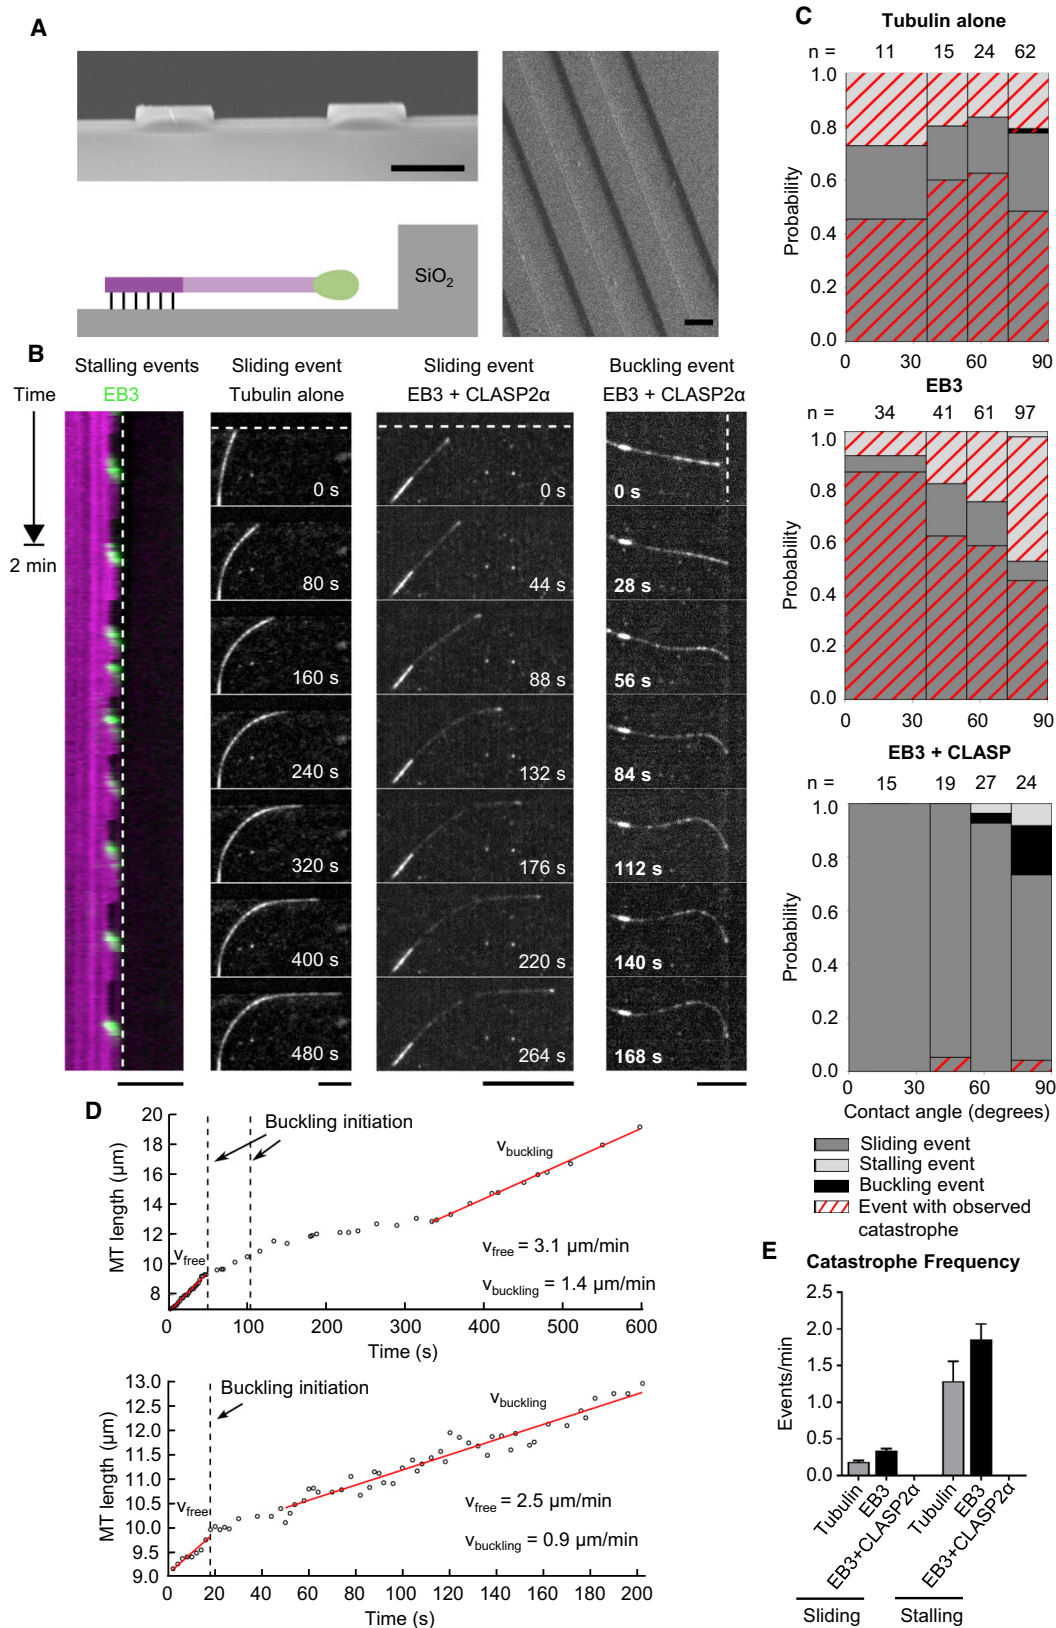 A
SiO2
B
Stalling events
EB3
Time
2 min
Sliding event
Tubulin alone
0 s
80 s
160 s
240 s
320 s
400 s
480 s
Sliding event
EB3 + CLASP2α
0 s
44 s
88 s
132 s
176 s
220 s
264 s
Buckling event
EB3 + CLASP2α
0 s
28 s
56 s
84 s
112 s
140 s
168 s
C
Tubulin alone
n = 11 15 24 62
Probability
1.0
0.8
0.6
0.4
0.2
0.0
0 30 60 90
EB3
n = 34 41 61 97
Probability
1.0
0.8
0.6
0.4
0.2
0.0
0 30 60 90
EB3 + CLASP
n = 15 19 27 24
Probability
1.0
0.8
0.6
0.4
0.2
0.0
0 30 60 90
Contact angle (degrees)
Sliding event
Stalling event
Buckling event
Event with observed
catastrophe
D
MT length (µm)
20
18
16
14
12
10
8
Buckling initiation
vfree
vbuckling
vfree = 3.1 µm/min
vbuckling = 1.4 µm/min
0 100 200 300 400 500 600
Time (s)
MT length (µm)
13.0
12.0
11.5
11.0
10.5
10.0
9.5
9.0
Buckling initiation
vfree
vbuckling
vfree = 2.5 µm/min
vbuckling = 0.9 µm/min
0 20 40 60 80 100 120 140 160 180 200
Time (s)
E
Catastrophe Frequency
Events/min
2.5
2.0
1.5
1.0
0.5
0.0
Tubulin
EB3
EB3+CLASP2α
Tubulin
EB3
EB3+CLASP2α
Sliding
Stalling